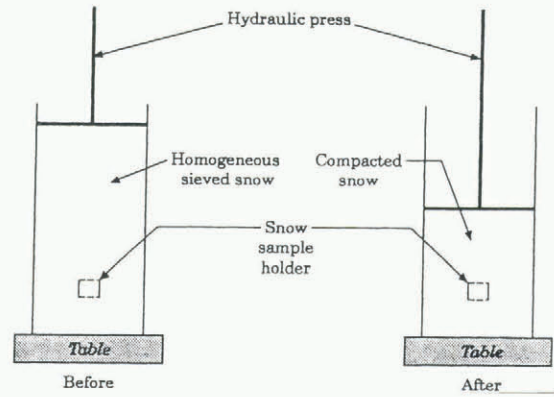 Hydraulic press
Homogeneous
sieved snow
Compacted
snow
Snow
sample
holder
Table
Table
Before
After